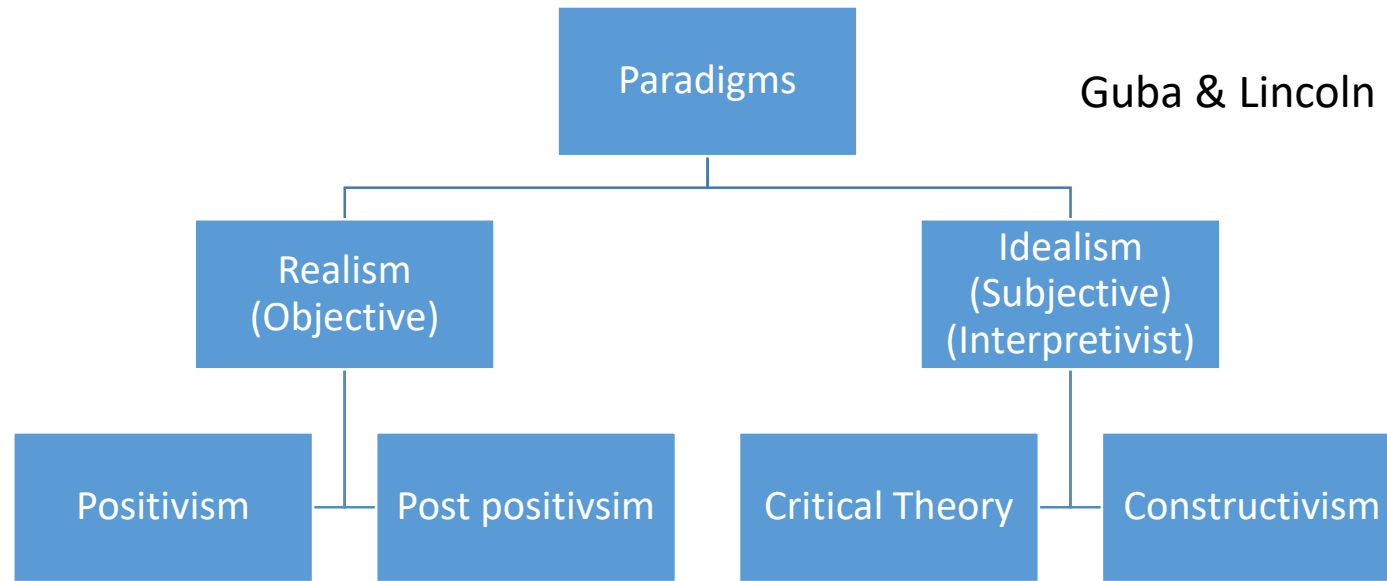 Paradigms
Guba & Lincoln
Realism
(Objective)
Idealism
(Subjective)
(Interpretivist)
Positivism
Post positivsim
Critical Theory
Constructivism